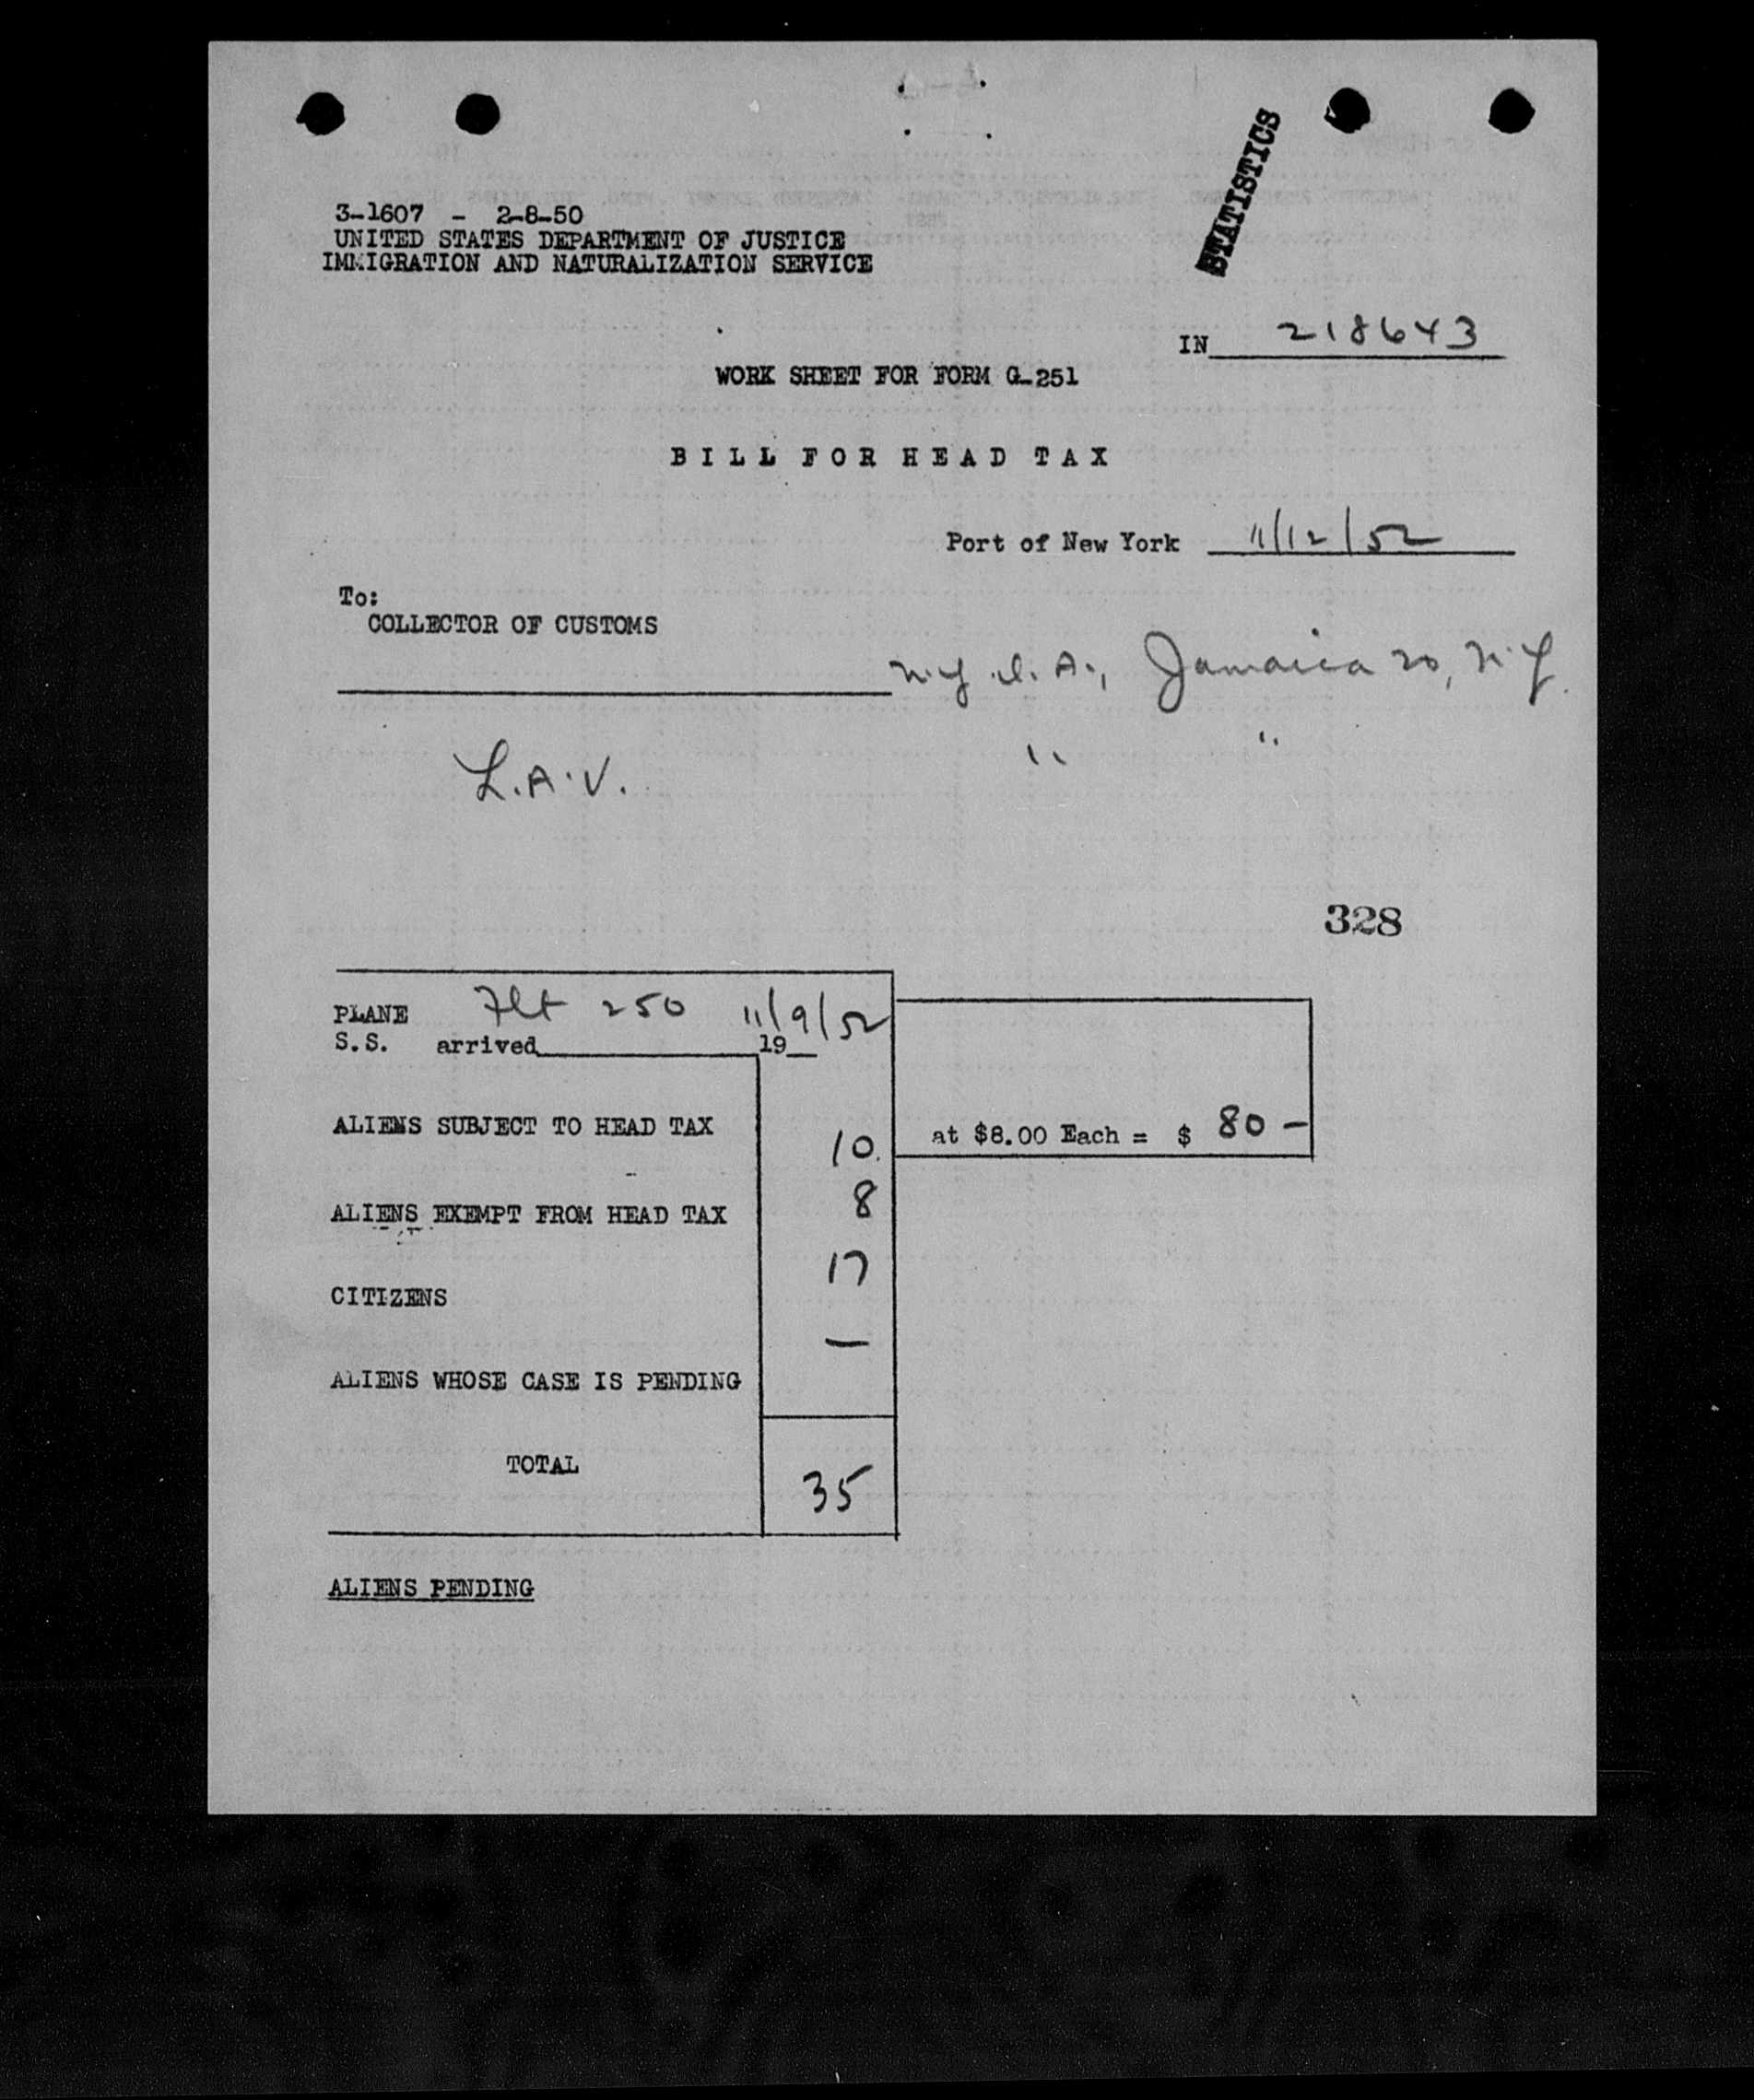 STATISTICS
3-1607 - 2-8-50
UNITED STATES DEPARTMENT OF JUSTICE
IMMIGRATION AND NATURALIZATION SERVICE
IN 218643
WORK SHEET FOR FORM G-251
BILL FOR HEAD TAX
Port of New York 11/12/52
To:
COLLECTOR OF CUSTOMS
N.Y.I.A., Jamaica 20, N.Y.
L.A.V. " "
328
PLANE Flt 250 11/9/52
S.S. arrived 19
ALIENS SUBJECT TO HEAD TAX 10 at $8.00 Each = $ 80 -
ALIENS EXEMPT FROM HEAD TAX 8
CITIZENS 17
ALIENS WHOSE CASE IS PENDING —
TOTAL 35
ALIENS PENDING